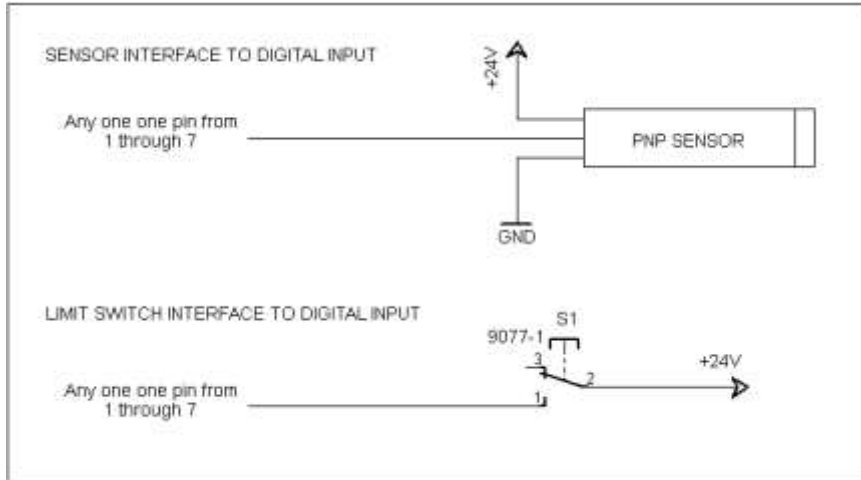 SENSOR INTERFACE TO DIGITAL INPUT
+24V
Any one one pin from
1 through 7
PNP SENSOR
GND
LIMIT SWITCH INTERFACE TO DIGITAL INPUT
S1
9077-1
3
2
+24V
Any one one pin from
1 through 7
1